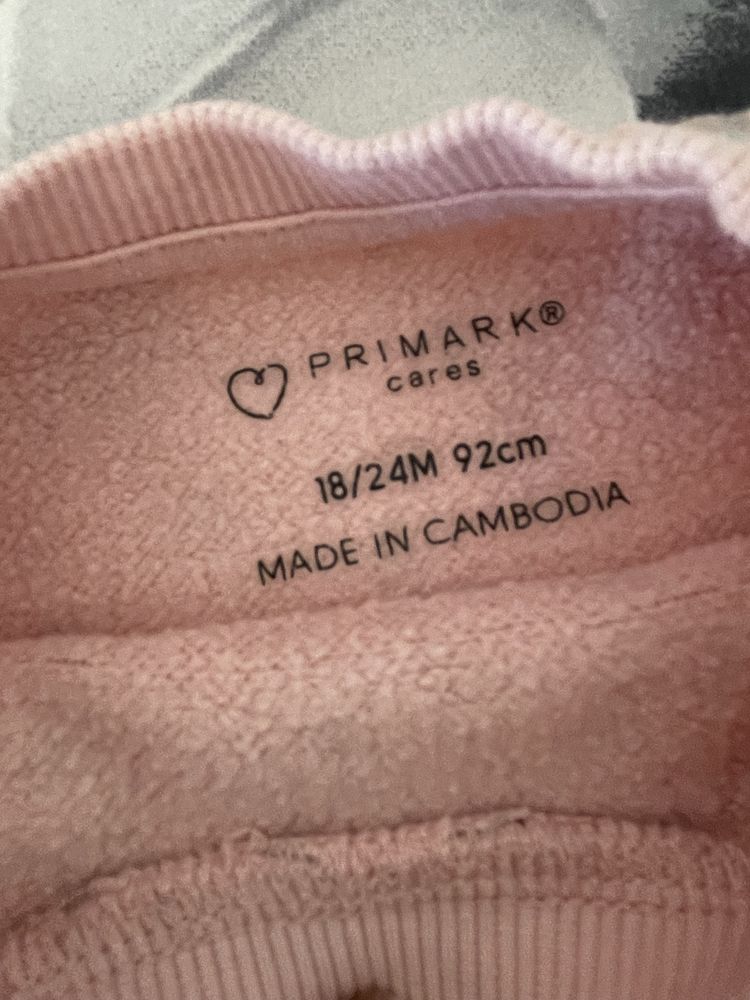 PRIMARK®
cares
18/24M 92cm
MADE IN CAMBODIA